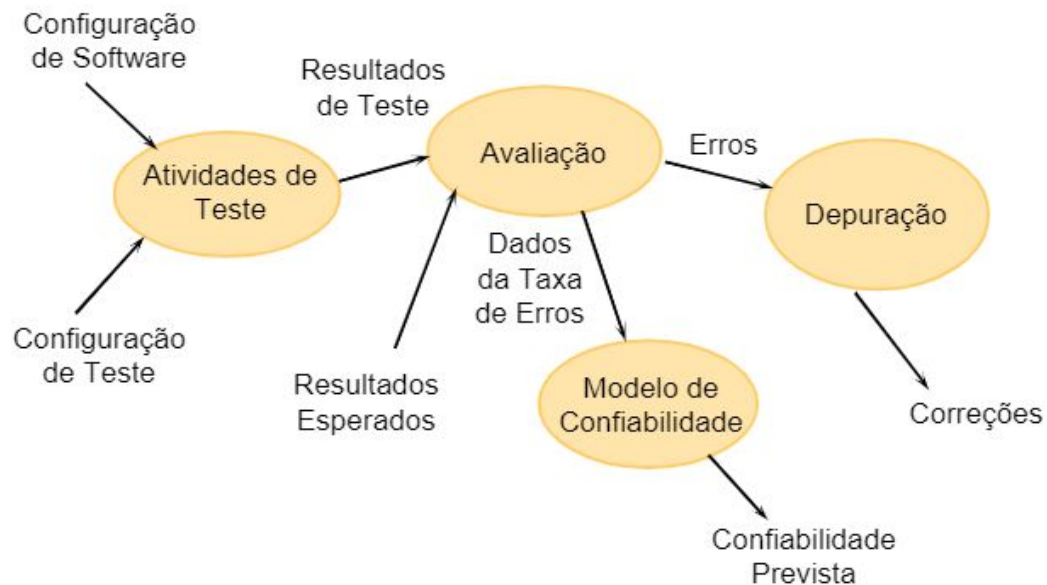 Configuração
de Software
Resultados
de Teste
Avaliação
Erros
Atividades de
Teste
Depuração
Dados
da Taxa
de Erros
Configuração
de Teste
Resultados
Esperados
Modelo de
Confiabilidade
Correções
Confiabilidade
Prevista